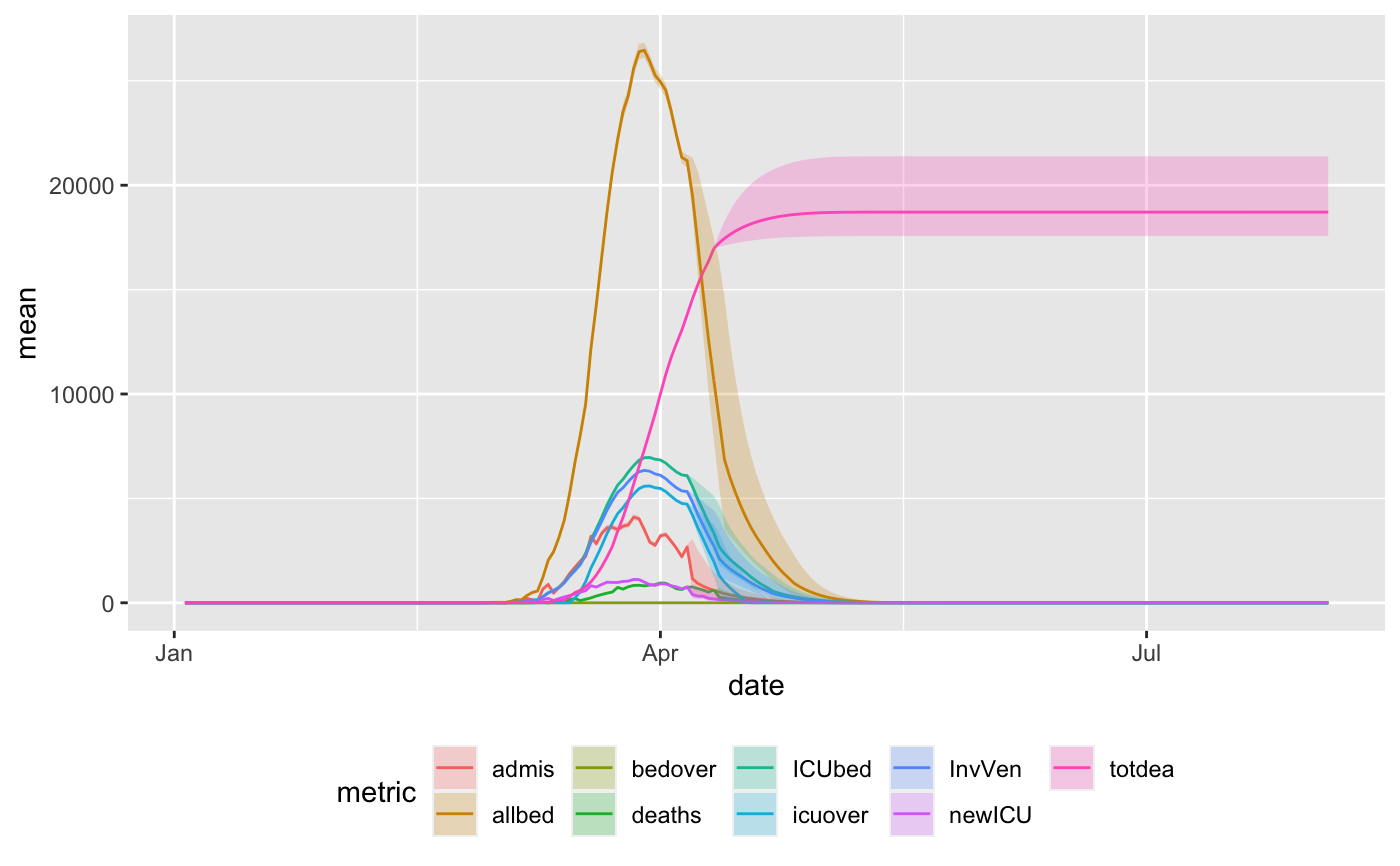 mean
20000
10000
0
Jan Apr Jul
date
metric
admis bedover ICUbed InvVen totdea
allbed deaths icuover newICU